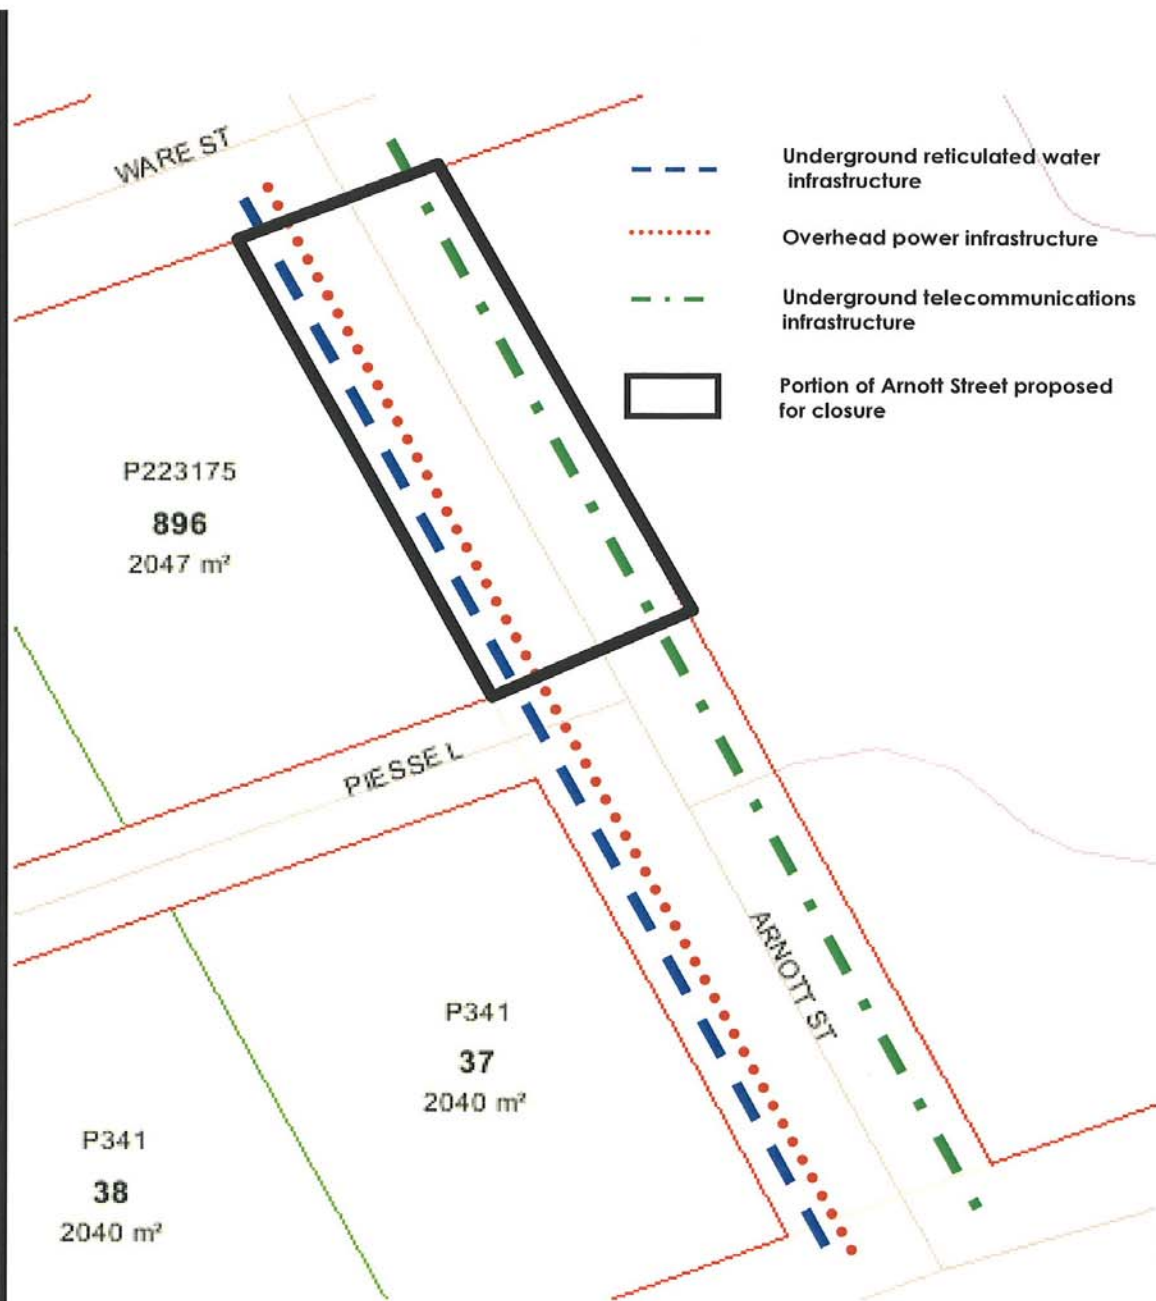 WARE ST
Underground reticulated water
infrastructure
Overhead power infrastructure
Underground telecommunications
infrastructure
Portion of Arnott Street proposed
for closure
P223175
896
2047 m²
PIESSE L
ARNOTT ST
P341
37
2040 m²
P341
38
2040 m²